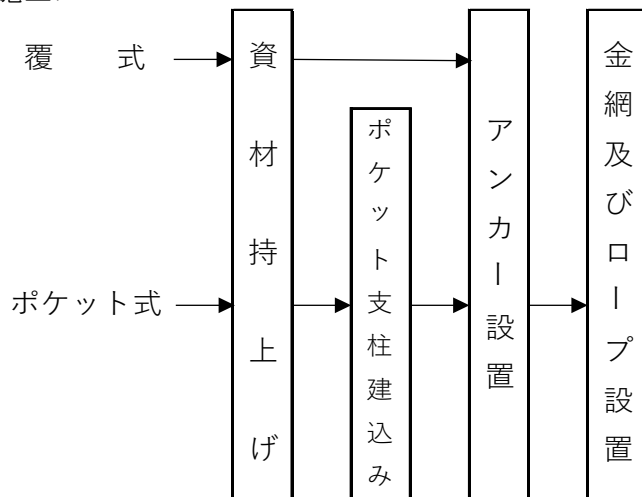 覆　式
ポケット式
資材持上げ
ポケット支柱建込み
アンカー設置
金網及びロープ設置